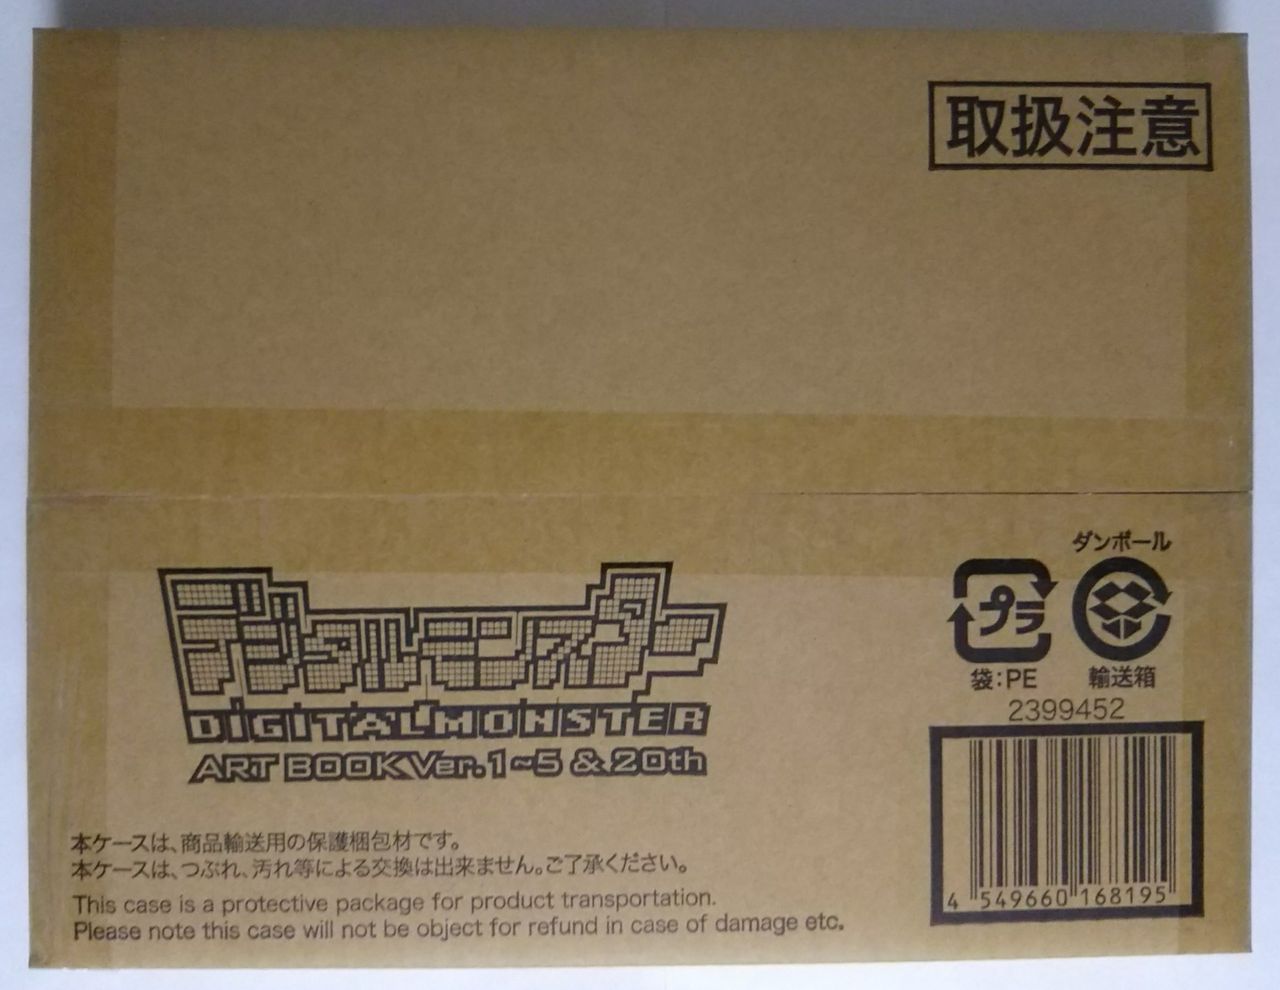 取扱注意
デジタルモンスター
DIGITAL MONSTER
ART BOOK Ver.1~5 & 20th
ダンボール
プラ
袋:PE
輸送箱
2399452
4 549660 168195
本ケースは、商品輸送用の保護梱包材です。
本ケースは、つぶれ、汚れ等による交換は出来ません。ご了承ください。
This case is a protective package for product transportation.
Please note this case will not be object for refund in case of damage etc.